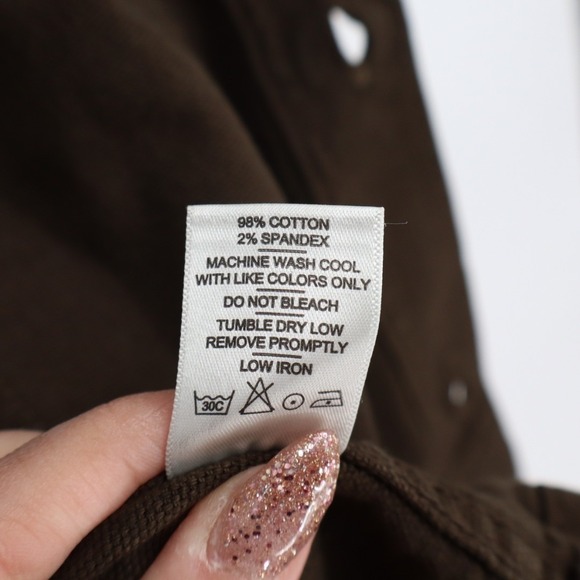 98% COTTON
2% SPANDEX
MACHINE WASH COOL
WITH LIKE COLORS ONLY
DO NOT BLEACH
TUMBLE DRY LOW
REMOVE PROMPTLY
LOW IRON
30C